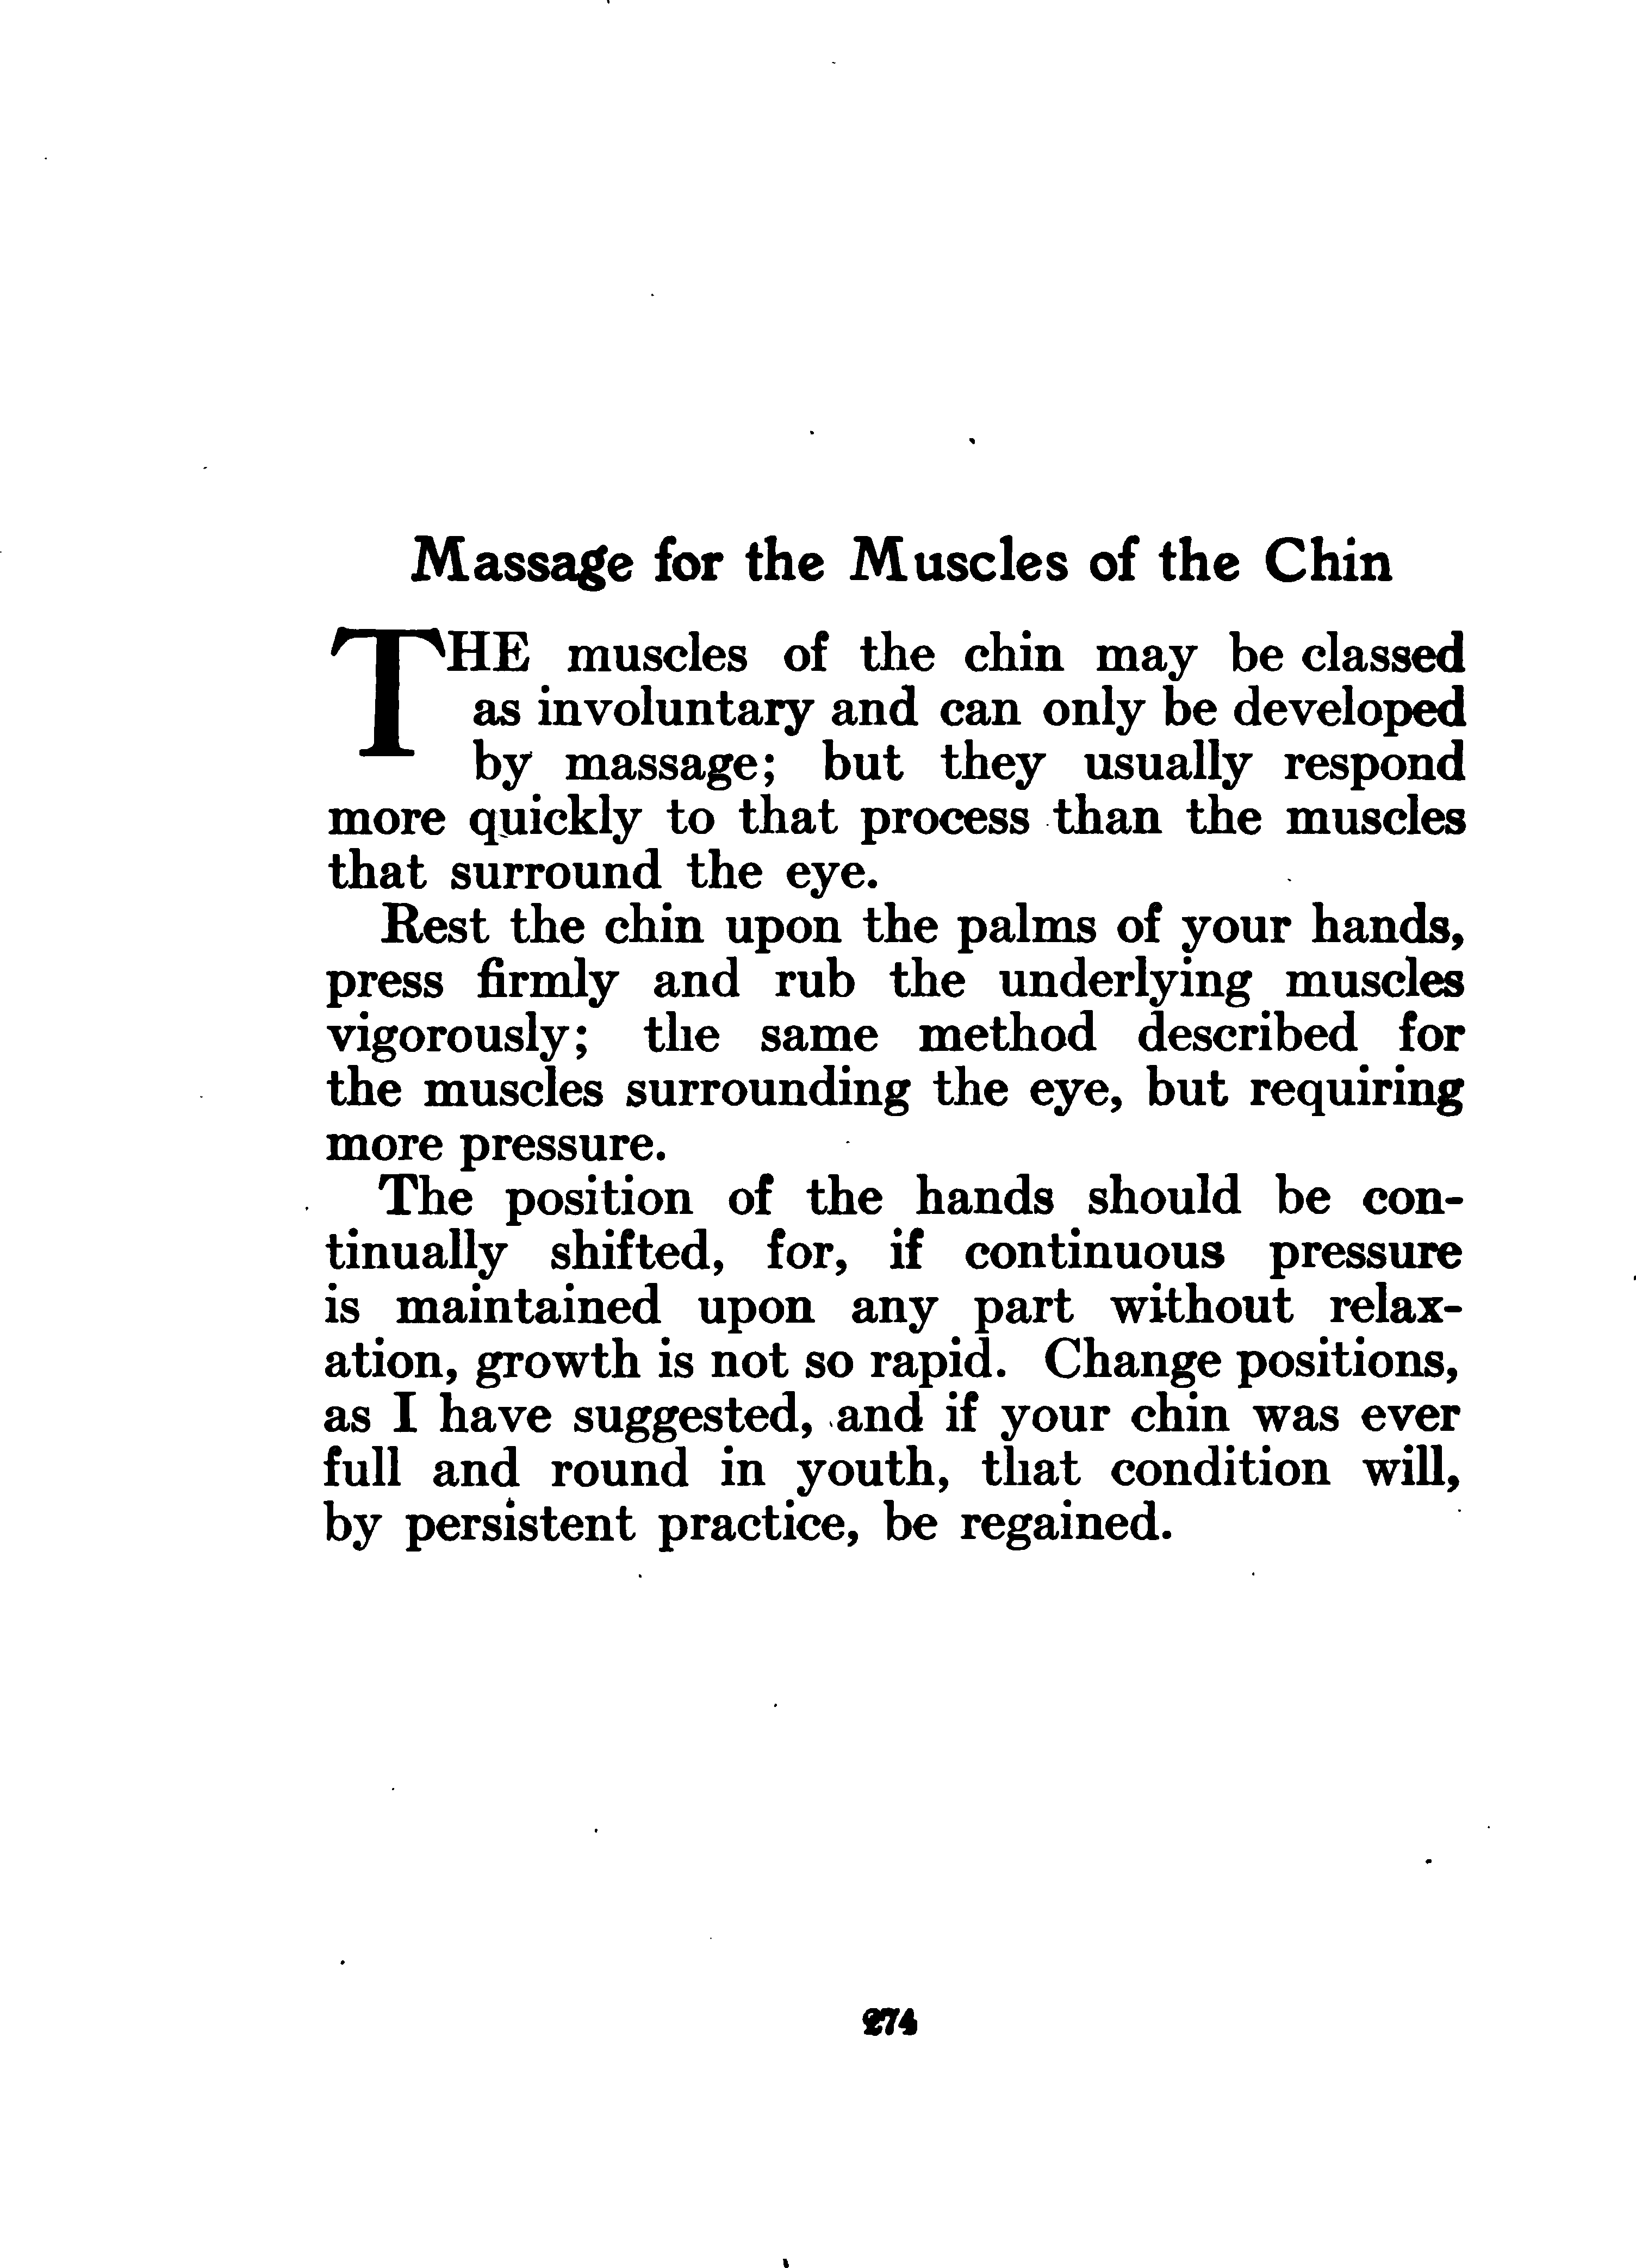 Massage for the Muscles of the Chin
THE muscles of the chin may be classed
as involuntary and can only be developed
by massage; but they usually respond
more quickly to that process than the muscles
that surround the eye.
Rest the chin upon the palms of your hands,
press firmly and rub the underlying muscles
vigorously; the same method described for
the muscles surrounding the eye, but requiring
more pressure.
The position of the hands should be con-
tinually shifted, for, if continuous pressure
is maintained upon any part without relax-
ation, growth is not so rapid. Change positions,
as I have suggested, and if your chin was ever
full and round in youth, that condition will,
by persistent practice, be regained.
274